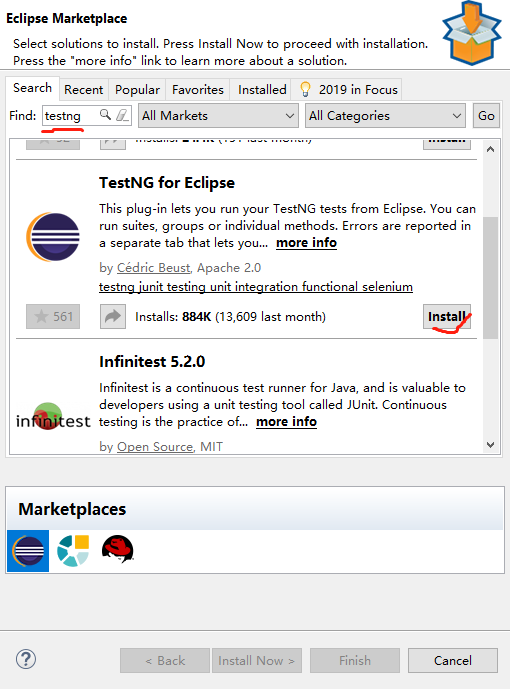 Eclipse Marketplace
Select solutions to install. Press Install Now to proceed with installation.
Press the "more info" link to learn more about a solution.
Search Recent Popular Favorites Installed 2019 in Focus
Find: testng All Markets All Categories Go
TestNG for Eclipse
This plug-in lets you run your TestNG tests from Eclipse. You can
run suites, groups or individual methods. Errors are reported in
a separate tab that lets you... more info
by Cédric Beust, Apache 2.0
testng junit testing unit integration functional selenium
561 Installs: 884K (13,609 last month) Install
Infinitest 5.2.0
Infinitest is a continuous test runner for Java, and is valuable to
developers using a unit testing tool called JUnit. Continuous
testing is the practice of... more info
infinitest
by Open Source, MIT
Marketplaces
? < Back Install Now > Finish Cancel